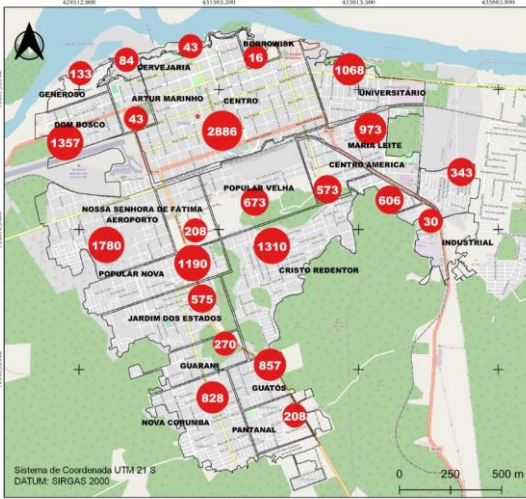 43
BORROWISK
84
16
CERVEJARIA
133
1068
GENEROSO
ARTUR MARINHO
CENTRO
UNIVERSITÁRIO
43
DOM BOSCO
2886
973
1357
MARIA LEITE
CENTRO AMERICA
343
POPULAR VELHA
573
673
606
NOSSA SENHORA DE FÁTIMA
AEROPORTO
208
30
1780
1310
INDUSTRIAL
1190
POPULAR NOVA
CRISTO REDENTOR
575
JARDIM DOS ESTADOS
270
857
GUARANI
GUATÓS
828
208
NOVA CORUMBA
PANTANAL
Sistema de Coordenada UTM 21 S
DATUM: SIRGAS 2000
0 250 500 m